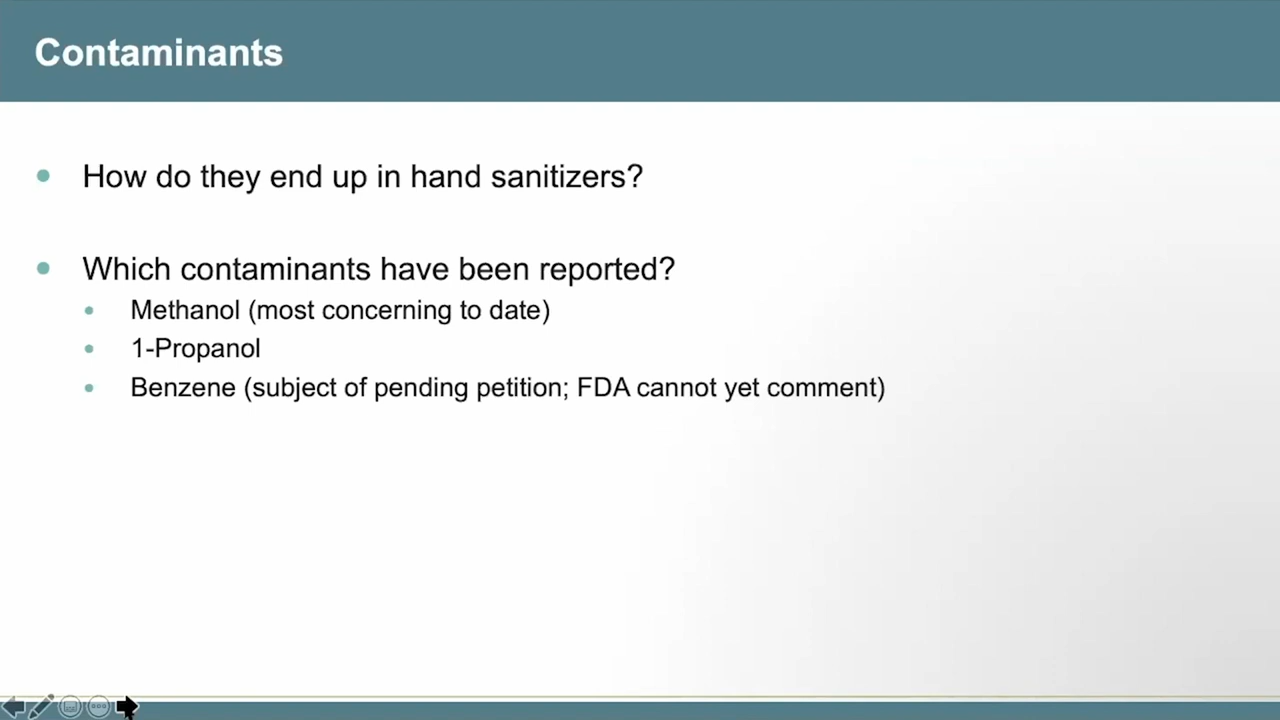 Contaminants
How do they end up in hand sanitizers?
Which contaminants have been reported?
Methanol (most concerning to date)
1-Propanol
Benzene (subject of pending petition; FDA cannot yet comment)